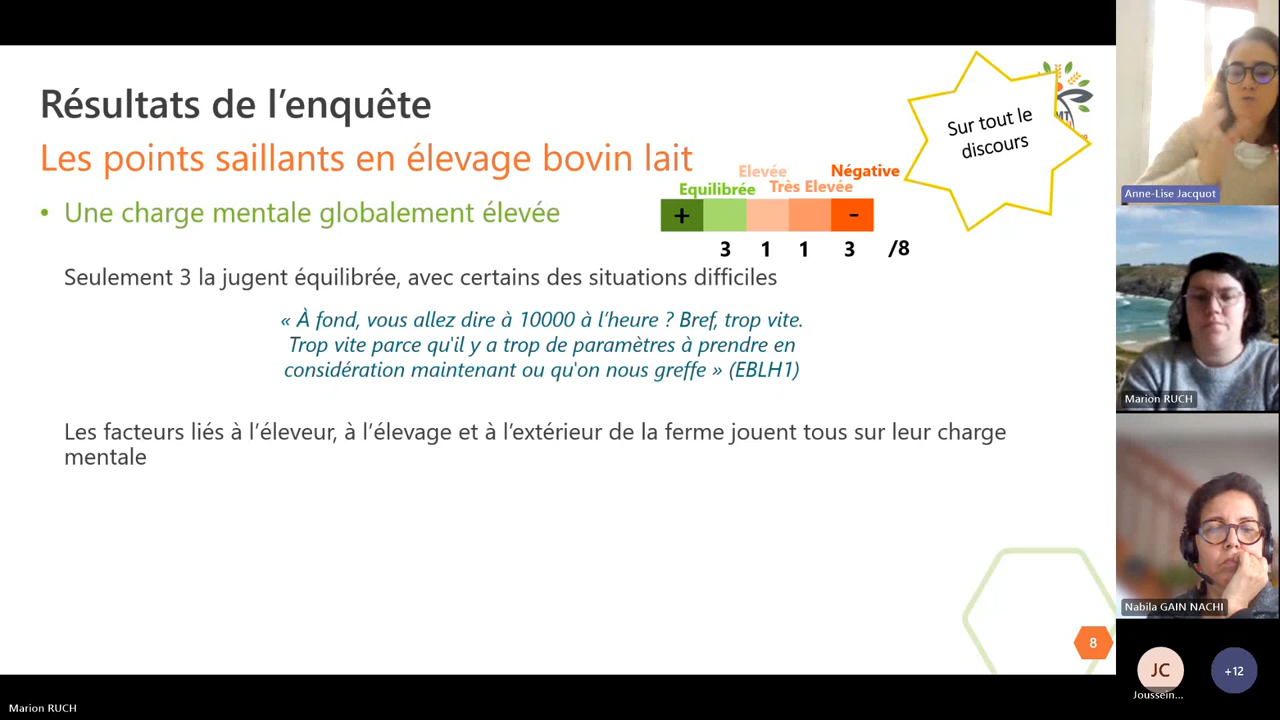 Résultats de l’enquête
Sur tout le
discours
Les points saillants en élevage bovin lait
Elevée
Négative
Equilibrée
Très Elevée
• Une charge mentale globalement élevée
+
-
3 1 1 3 /8
Seulement 3 la jugent équilibrée, avec certains des situations difficiles
« À fond, vous allez dire à 10000 à l’heure ? Bref, trop vite.
Trop vite parce qu'il y a trop de paramètres à prendre en
considération maintenant ou qu'on nous greffe » (EBLH1)
Les facteurs liés à l’éleveur, à l’élevage et à l’extérieur de la ferme jouent tous sur leur charge
mentale
8
Marion RUCH
Anne-Lise Jacquot
Marion RUCH
Nabila GAIN NACHI
JC
+12
Joussein...